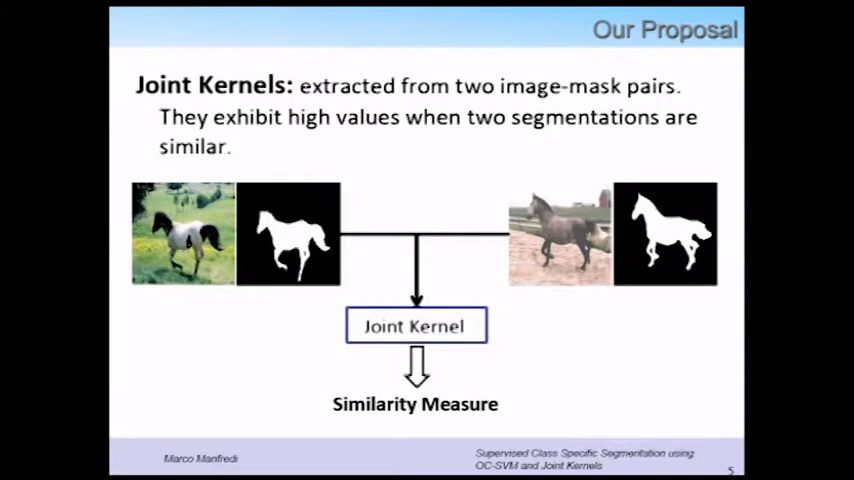 Our Proposal
Joint Kernels: extracted from two image-mask pairs.
They exhibit high values when two segmentations are
similar.
Joint Kernel
Similarity Measure
Marco Manfredi
Supervised Class Specific Segmentation using
OC-SVM and Joint Kernels
5